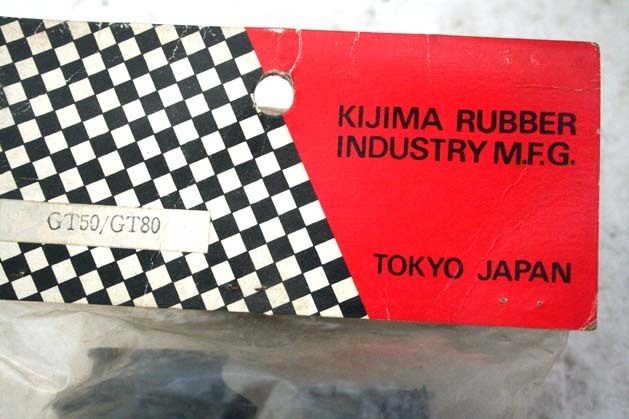 KIJIMA RUBBER
INDUSTRY M.F.G.
GT50/GT80
TOKYO JAPAN